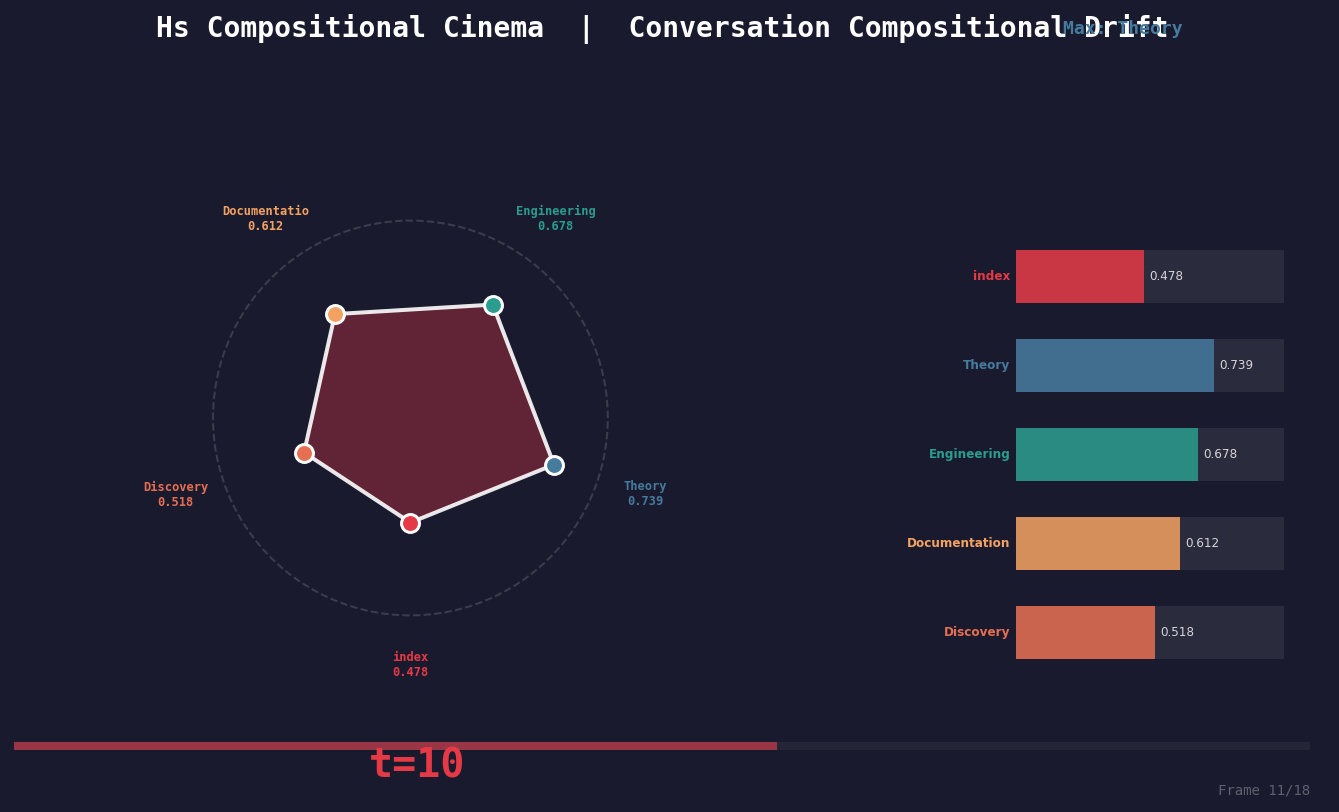 Hs Compositional Cinema  |  Conversation Compositional Drift
Max: Theory
Documentatio
0.612
Engineering
0.678
Discovery
0.518
Theory
0.739
index
0.478
index
0.478
Theory
0.739
Engineering
0.678
Documentation
0.612
Discovery
0.518
t=10
Frame 11/18